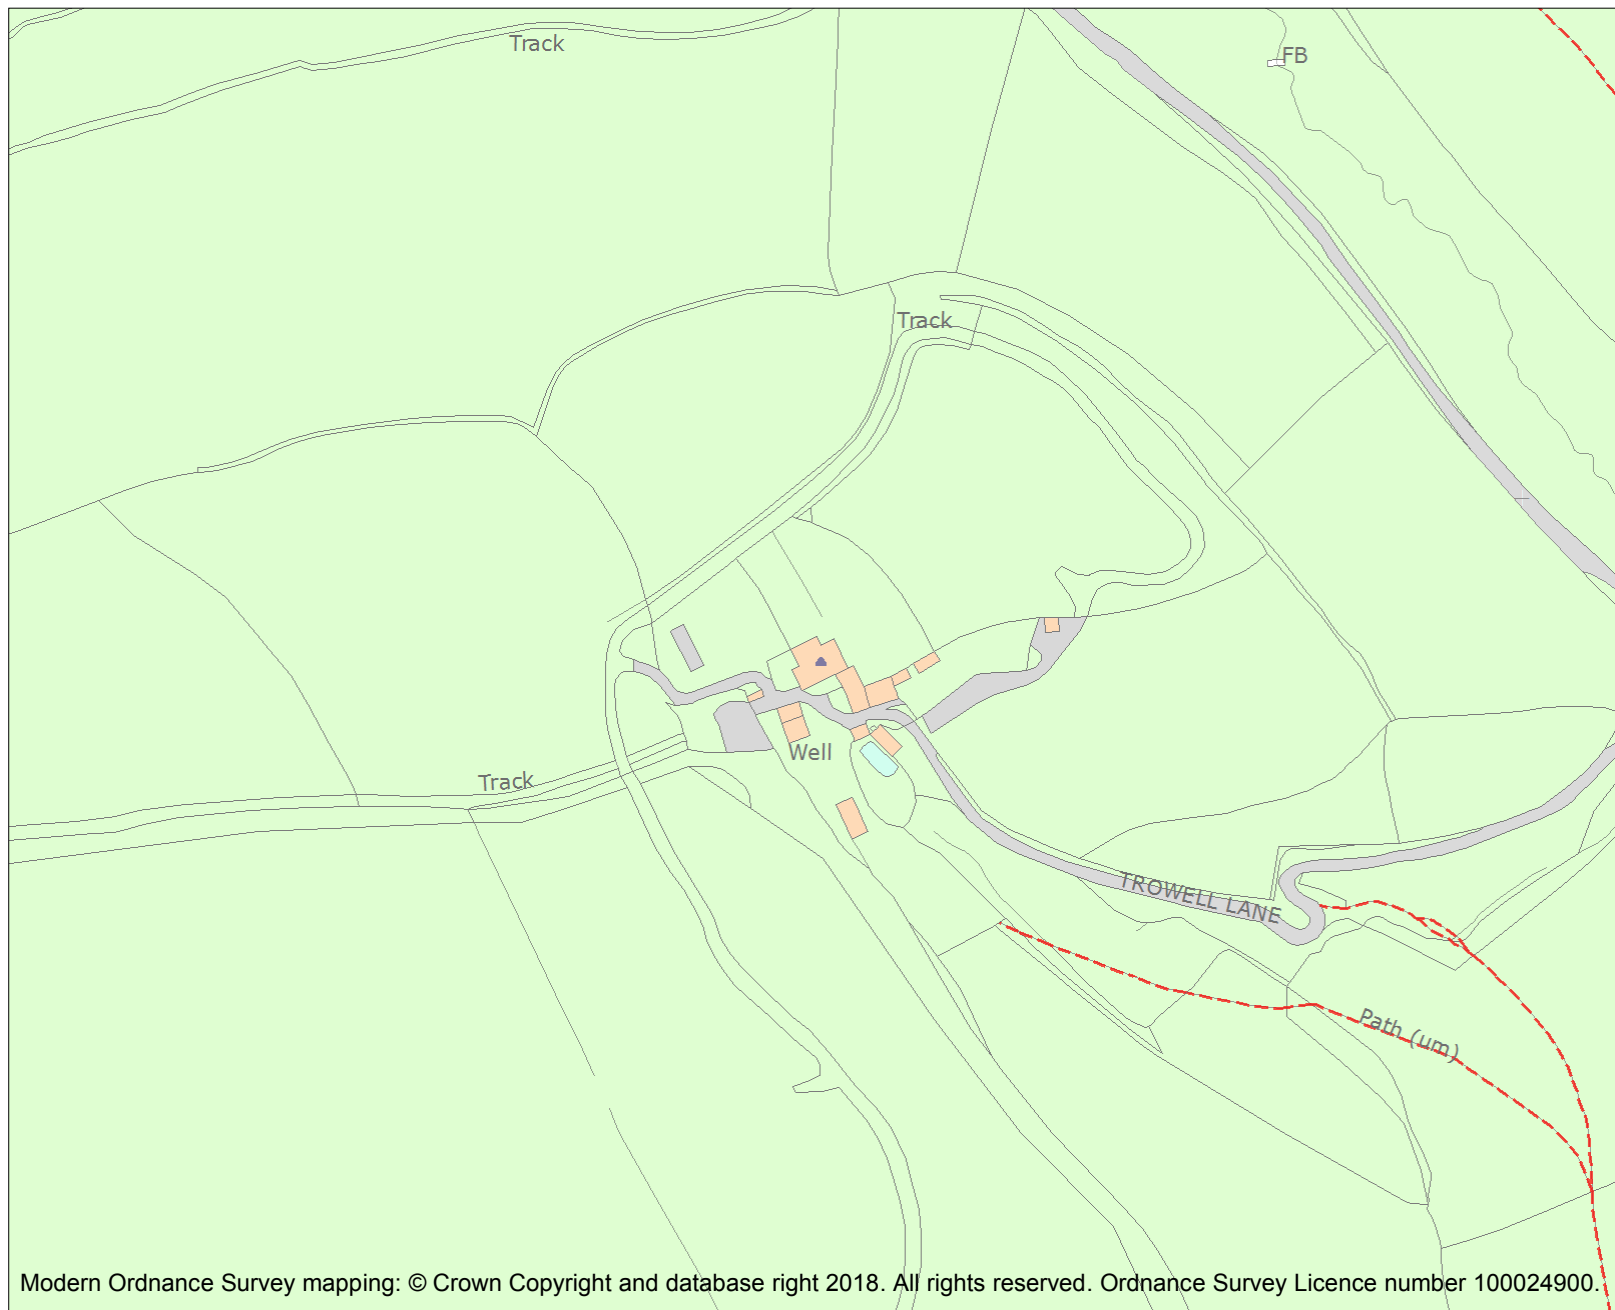 Track
FB
Track
Well
Track
TROWELL LANE
Path (um)
Modern Ordnance Survey mapping: © Crown Copyright and database right 2018. All rights reserved. Ordnance Survey Licence number 100024900.